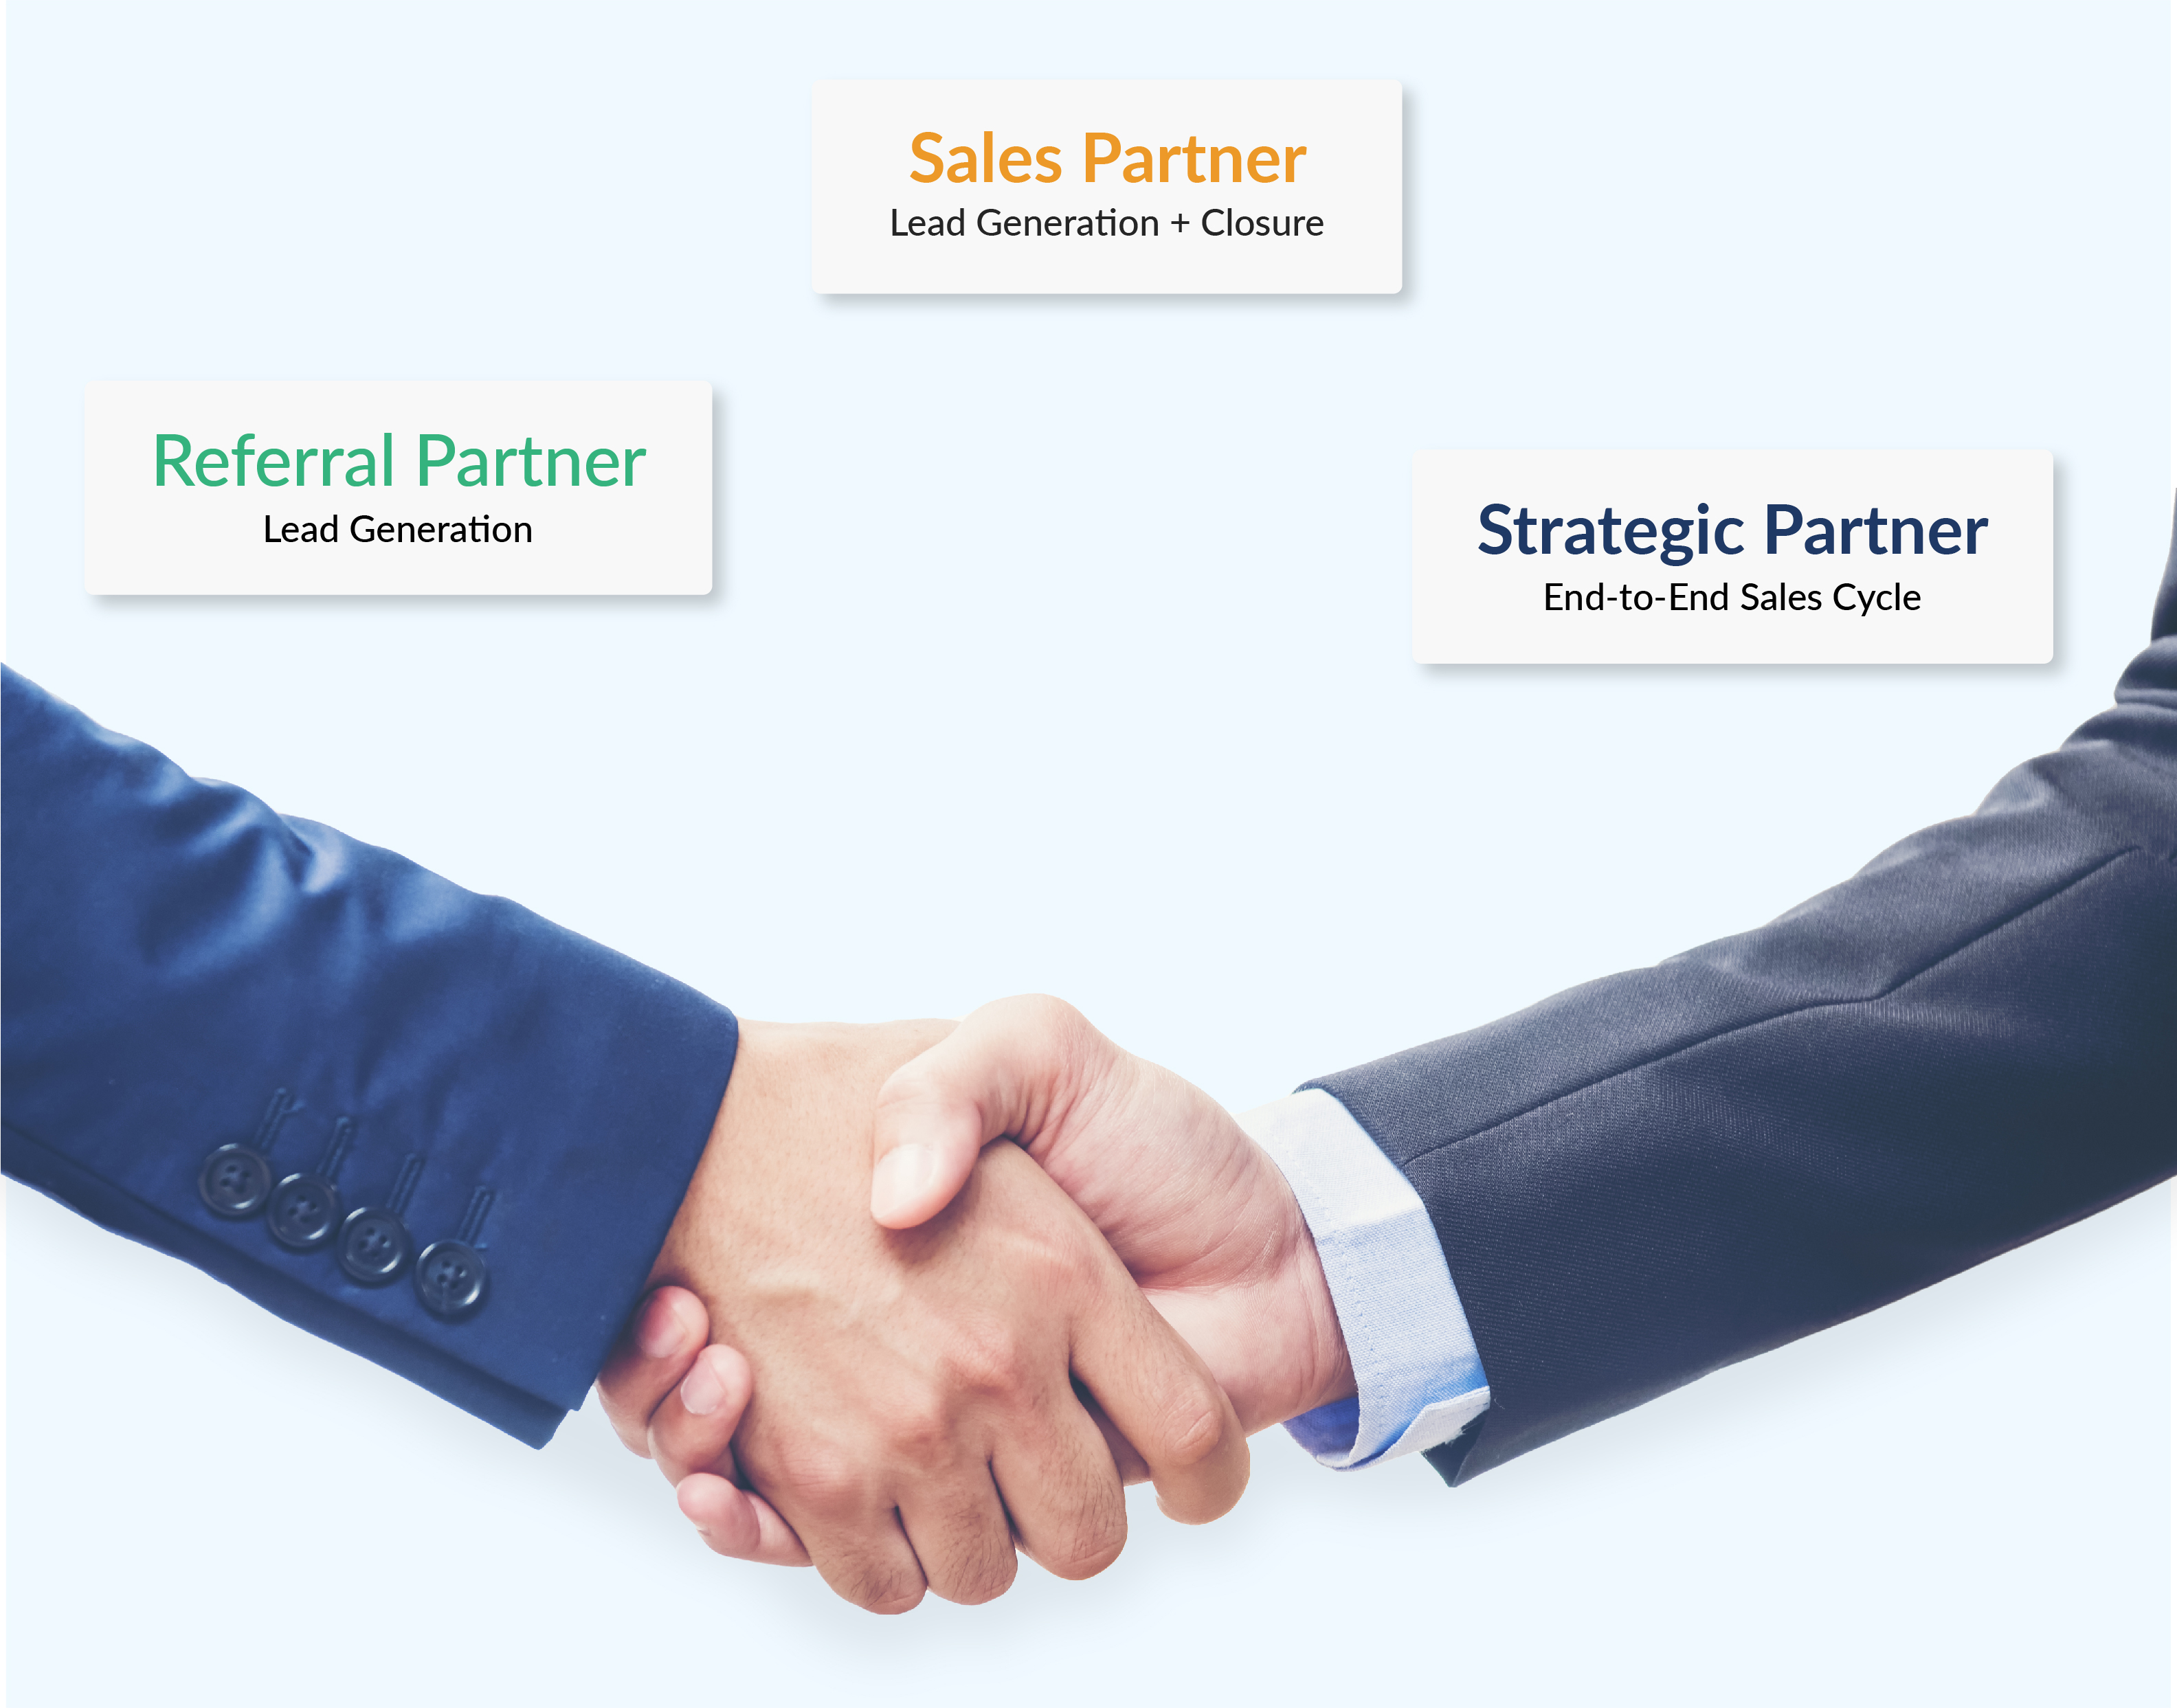 Sales Partner
Lead Generation + Closure
Referral Partner
Lead Generation
Strategic Partner
End-to-End Sales Cycle